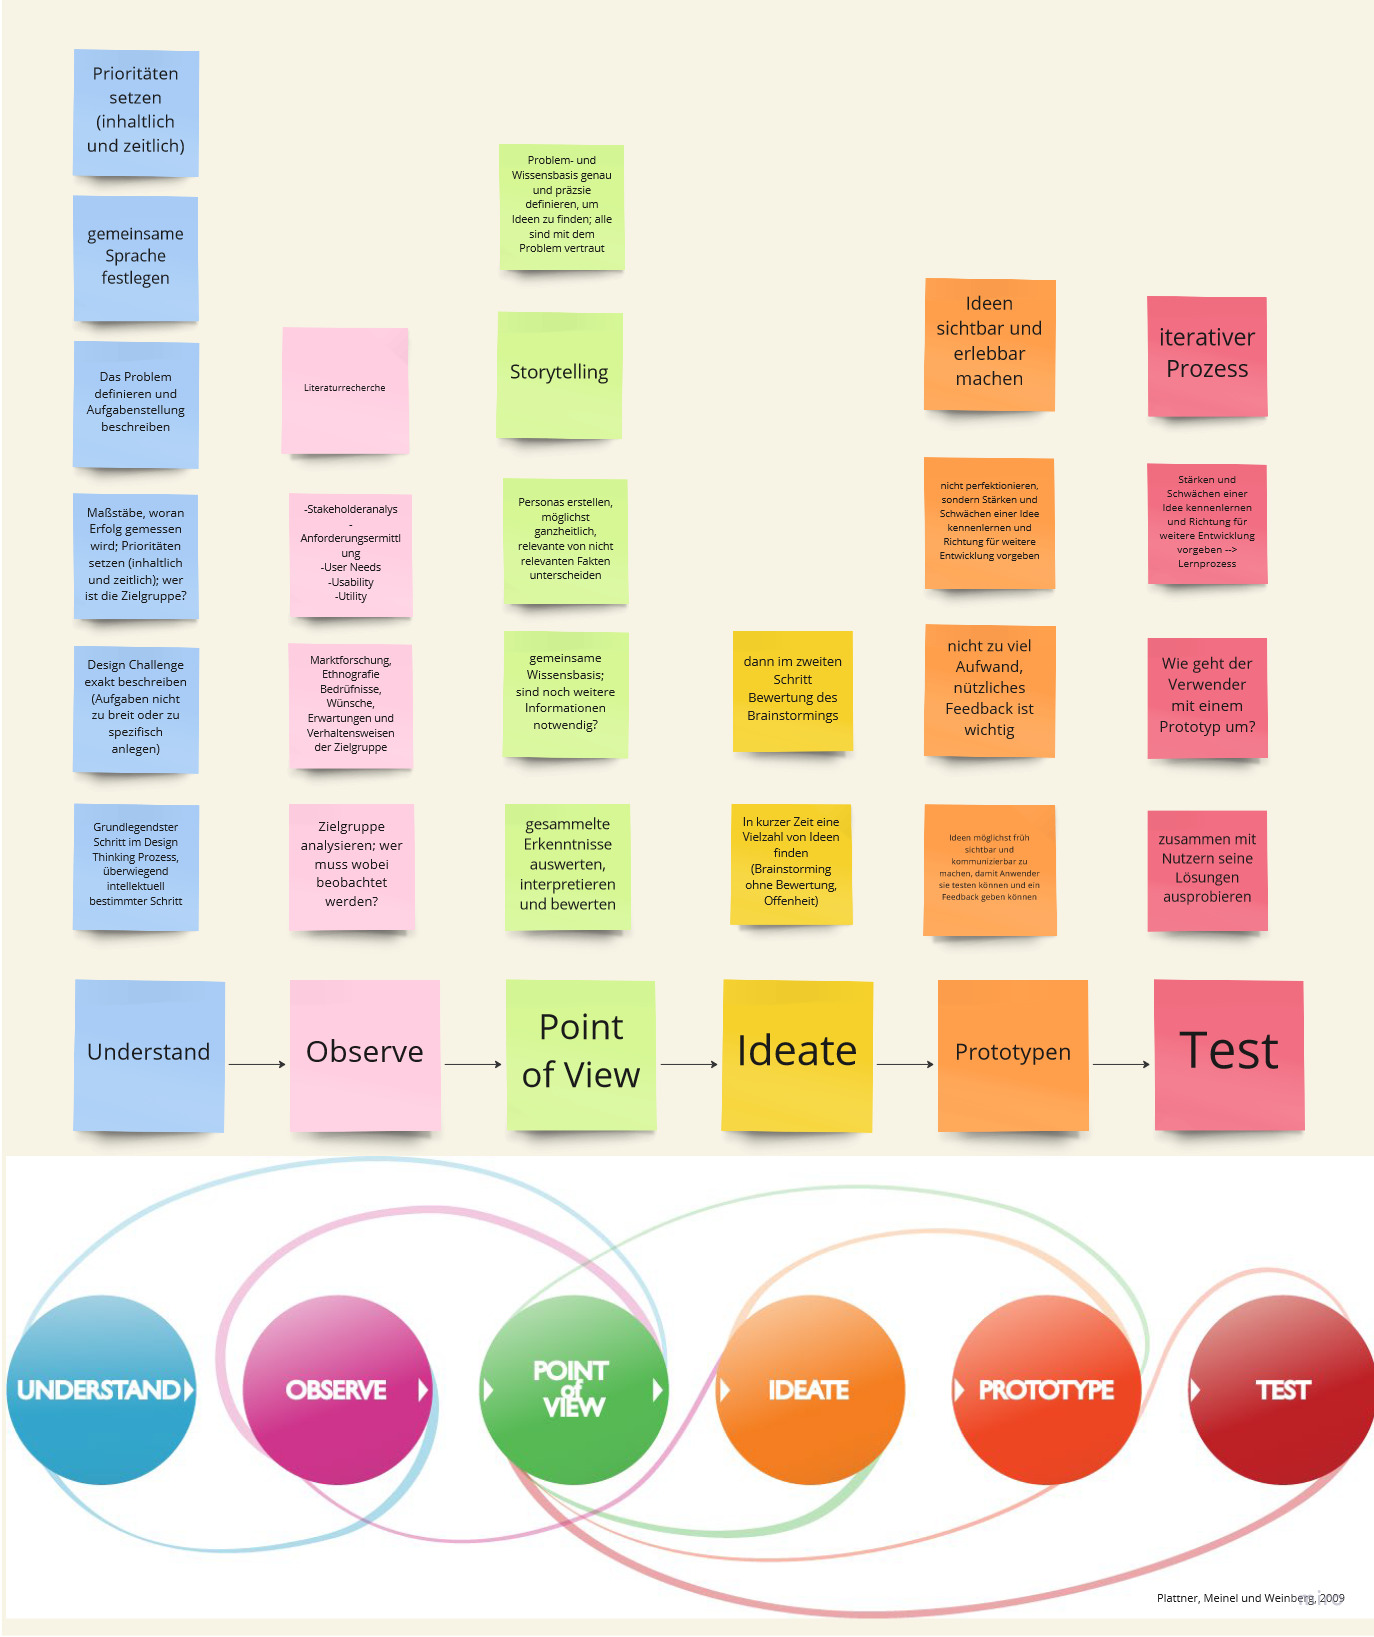 Prioritäten
setzen
(inhaltlich
und zeitlich)
gemeinsame
Sprache
festlegen
Das Problem
definieren und
Aufgabenstellung
beschreiben
Maßstäbe, woran
Erfolg gemessen
wird; Prioritäten
setzen (inhaltlich
und zeitlich); wer
ist die Zielgruppe?
Design Challenge
exakt beschreiben
(Aufgaben nicht
zu breit oder zu
spezifisch
anlegen)
Grundlegendster
Schritt im Design
Thinking Prozess,
überwiegend
intellektuell
bestimmter Schritt
Understand
Literaturrecherche
-Stakeholderanalys
-
Anforderungsermittl
ung
-User Needs
-Usability
-Utility
Marktforschung,
Ethnografie
Bedrüfnisse,
Wünsche,
Erwartungen und
Verhaltensweisen
der Zielgruppe
Zielgruppe
analysieren; wer
muss wobei
beobachtet
werden?
Observe
Problem- und
Wissensbasis genau
und präzsie
definieren, um
Ideen zu finden; alle
sind mit dem
Problem vertraut
Storytelling
Personas erstellen,
möglichst
ganzheitlich,
relevante von nicht
relevanten Fakten
unterscheiden
gemeinsame
Wissensbasis;
sind noch weitere
Informationen
notwendig?
gesammelte
Erkenntnisse
auswerten,
interpretieren
und bewerten
Point
of View
dann im zweiten
Schritt
Bewertung des
Brainstormings
In kurzer Zeit eine
Vielzahl von Ideen
finden
(Brainstorming
ohne Bewertung,
Offenheit)
Ideate
Ideen
sichtbar und
erlebbar
machen
nicht perfektionieren,
sondern Stärken und
Schwächen einer Idee
kennenlernen und
Richtung für weitere
Entwicklung vorgeben
nicht zu viel
Aufwand,
nützliches
Feedback ist
wichtig
Ideen möglichst früh
sichtbar und
kommunizierbar zu
machen, damit Anwender
sie testen können und ein
Feedback geben können
Prototypen
iterativer
Prozess
Stärken und
Schwächen einer
Idee kennenlernen
und Richtung für
weitere Entwicklung
vorgeben -->
Lernprozess
Wie geht der
Verwender
mit einem
Prototyp um?
zusammen mit
Nutzern seine
Lösungen
ausprobieren
Test
UNDERSTAND
OBSERVE
POINT
of
VIEW
IDEATE
PROTOTYPE
TEST
Plattner, Meinel und Weinberg, 2009
miro